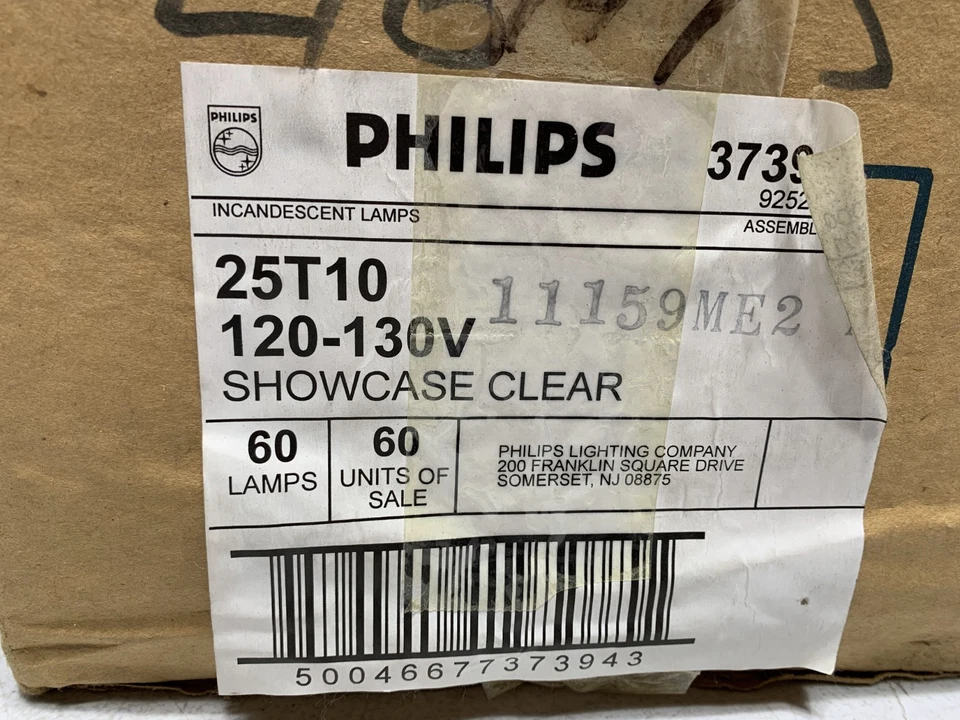 PHILIPS
PHILIPS
3739
9252
INCANDESCENT LAMPS
ASSEMBL
25T10
120-130V
11159ME2
SHOWCASE CLEAR
60
LAMPS
60
UNITS OF
SALE
PHILIPS LIGHTING COMPANY
200 FRANKLIN SQUARE DRIVE
SOMERSET, NJ 08875
50046677373943